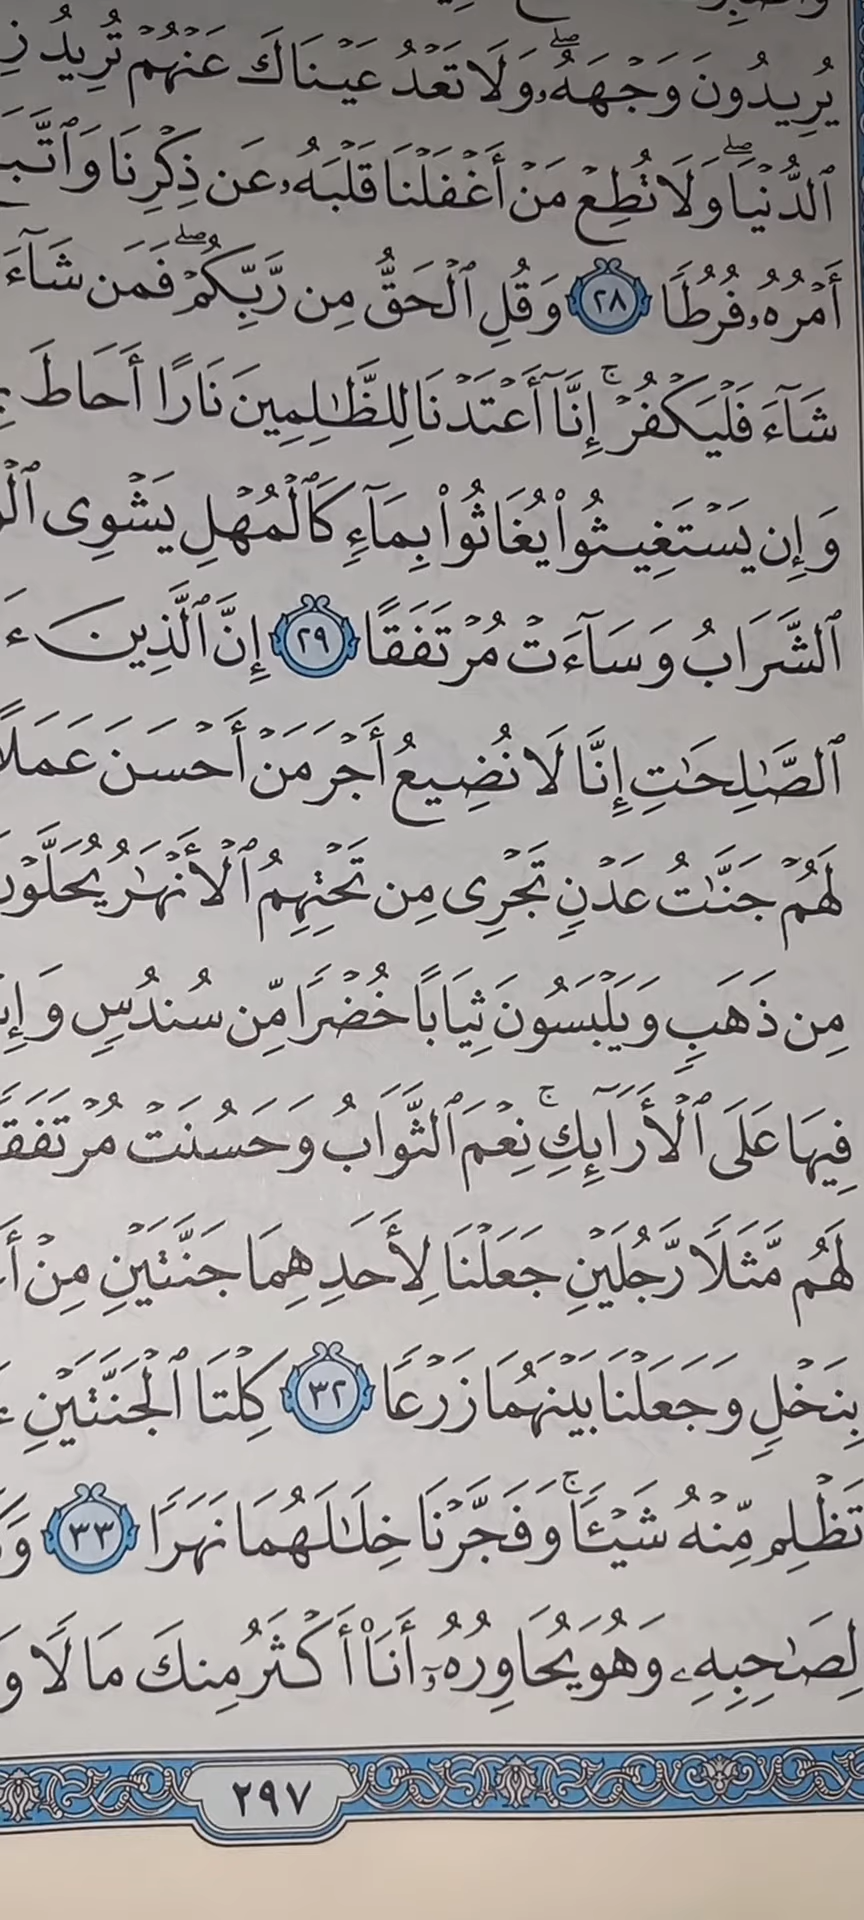 يُرِيدُونَ وَجْهَهُۥۖ وَلَا تَعْدُ عَيْنَاكَ عَنْهُمْ تُرِيدُ
ٱلدُّنْيَاۖ وَلَا تُطِعْ مَنْ أَغْفَلْنَا قَلْبَهُۥ عَن ذِكْرِنَا
أَمْرُهُۥ فُرُطًا ٢٨ وَقُلِ ٱلْحَقُّ مِن رَّبِّكُمْۖ فَمَن شَآءَ
شَآءَ فَلْيَكْفُرْۚ إِنَّآ أَعْتَدْنَا لِلظَّٰلِمِينَ نَارًا أَحَاطَ
وَإِن يَسْتَغِيثُوا۟ يُغَاثُوا۟ بِمَآءٍ كَٱلْمُهْلِ يَشْوِى
ٱلشَّرَابُ وَسَآءَتْ مُرْتَفَقًا ٢٩ إِنَّ ٱلَّذِينَ
ٱلصَّٰلِحَٰتِ إِنَّا لَا نُضِيعُ أَجْرَ مَنْ أَحْسَنَ عَمَلًا
لَهُمْ جَنَّٰتُ عَدْنٍ تَجْرِى مِن تَحْتِهِمُ ٱلْأَنْهَٰرُ
مِن ذَهَبٍ وَيَلْبَسُونَ ثِيَابًا خُضْرًا مِّن سُندُسٍ
فِيهَا عَلَى ٱلْأَرَآئِكِۚ نِعْمَ ٱلثَّوَابُ وَحَسُنَتْ
لَهُم مَّثَلًا رَّجُلَيْنِ جَعَلْنَا لِأَحَدِهِمَا جَنَّتَيْنِ مِنْ
بِنَخْلٍ وَجَعَلْنَا بَيْنَهُمَا زَرْعًا ٣٢ كِلْتَا ٱلْجَنَّتَيْنِ
تَظْلِم مِّنْهُ شَيْـًٔاۚ وَفَجَّرْنَا خِلَٰلَهُمَا نَهَرًا ٣٣
لِصَٰحِبِهِۦ وَهُوَ يُحَاوِرُهُۥٓ أَنَا۠ أَكْثَرُ مِنكَ مَالًا
٢٩٧